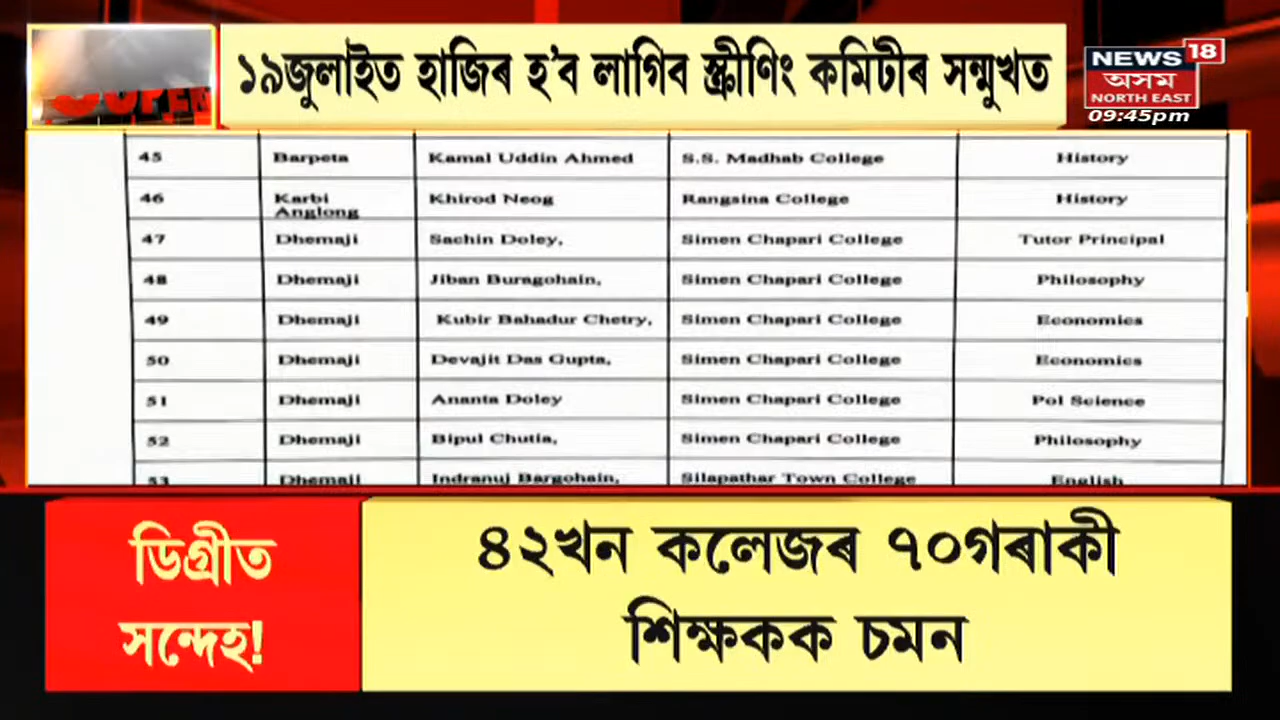 ১৯জুলাইত হাজিৰ হ'ব লাগিব স্ক্ৰীণিং কমিটীৰ সন্মুখত
NEWS 18
অসম
NORTH EAST
09:45pm
45 Barpeta Kamal Uddin Ahmed S.S. Madhab College History
46 Karbi Anglong Khirod Neog Rangsina College History
47 Dhemaji Sachin Doley, Simen Chapari College Tutor Principal
48 Dhemaji Jiban Buragohain, Simen Chapari College Philosophy
49 Dhemaji Kubir Bahadur Chetry, Simen Chapari College Economics
50 Dhemaji Devajit Das Gupta, Simen Chapari College Economics
51 Dhemaji Ananta Doley Simen Chapari College Pol Science
52 Dhemaji Bipul Chutia, Simen Chapari College Philosophy
53 Dhemaji Indranuj Bargohain, Silapathar Town College English
ডিগ্ৰীত
সন্দেহ!
৪২খন কলেজৰ ৭০গৰাকী
শিক্ষকক চমন